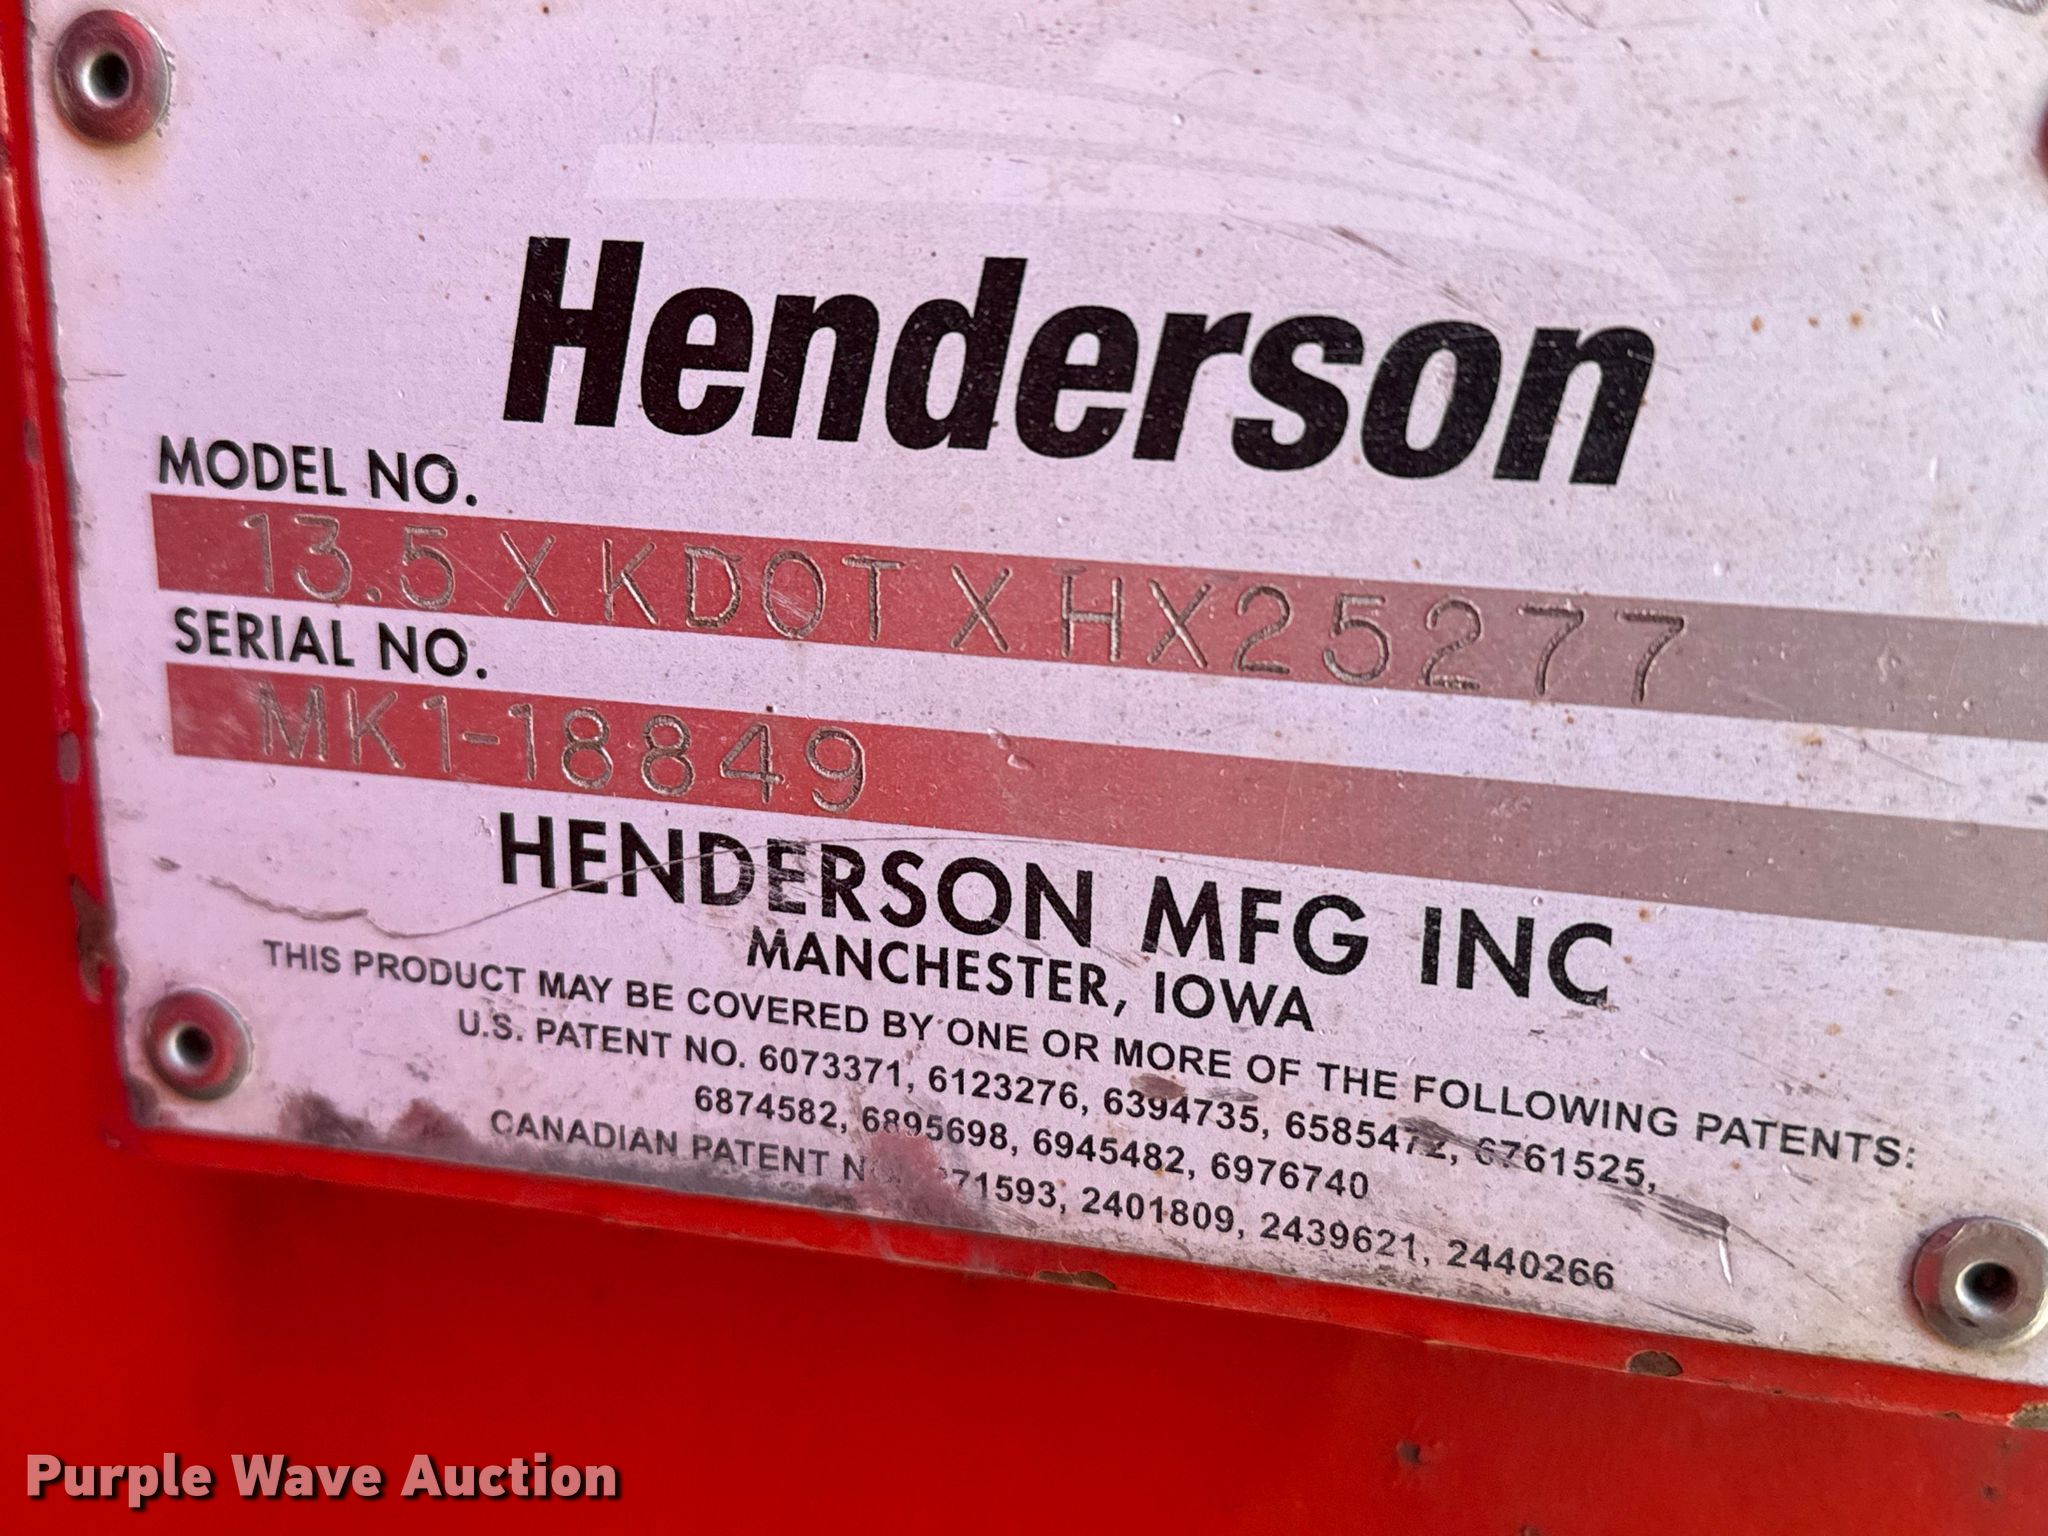 Henderson
MODEL NO.
13.5 X KDOT X HX25277
SERIAL NO.
MK1-18849
HENDERSON MFG INC
MANCHESTER, IOWA
THIS PRODUCT MAY BE COVERED BY ONE OR MORE OF THE FOLLOWING PATENTS:
U.S. PATENT NO. 6073371, 6123276, 6394735, 6585472, 6761525,
6874582, 6895698, 6945482, 6976740
CANADIAN PATENT 2401809, 2439621, 2440266
Purple Wave Auction